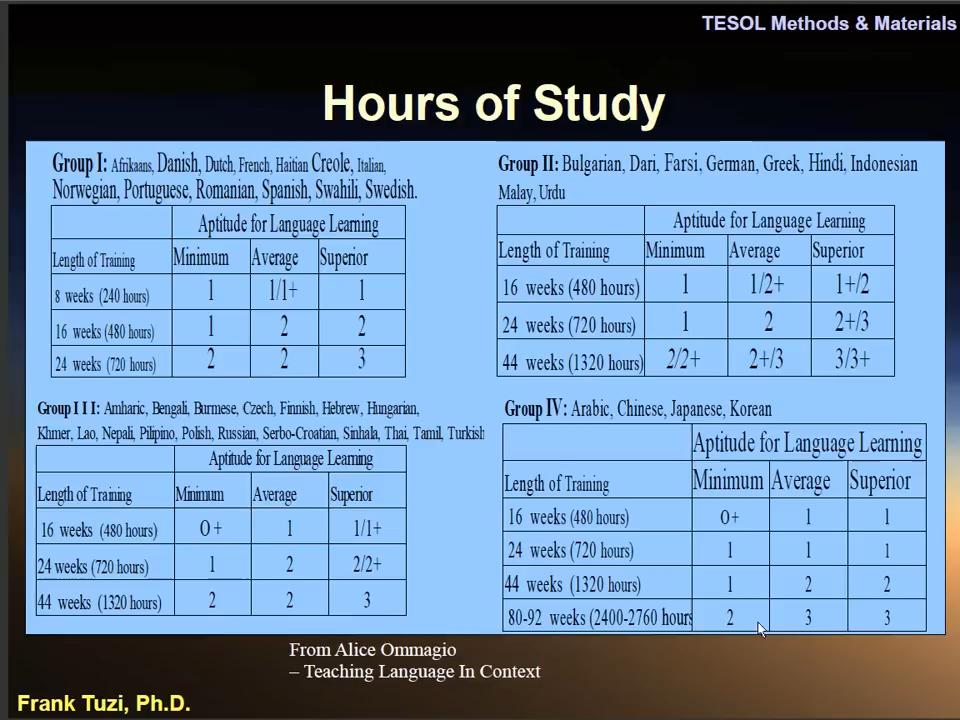 TESOL Methods & Materials
Hours of Study
Group I: Afrikaans, Danish, Dutch, French, Haitian Creole, Italian,
Norwegian, Portuguese, Romanian, Spanish, Swahili, Swedish.
Aptitude for Language Learning
Length of Training Minimum Average Superior
8 weeks (240 hours) 1 1/1+ 1
16 weeks (480 hours) 1 2 2
24 weeks (720 hours) 2 2 3
Group II: Bulgarian, Dari, Farsi, German, Greek, Hindi, Indonesian
Malay, Urdu
Aptitude for Language Learning
Length of Training Minimum Average Superior
16 weeks (480 hours) 1 1/2+ 1+/2
24 weeks (720 hours) 1 2 2+/3
44 weeks (1320 hours) 2/2+ 2+/3 3/3+
Group I I I: Amharic, Bengali, Burmese, Czech, Finnish, Hebrew, Hungarian,
Khmer, Lao, Nepali, Pilipino, Polish, Russian, Serbo-Croatian, Sinhala, Thai, Tamil, Turkish
Aptitude for Language Learning
Length of Training Minimum Average Superior
16 weeks (480 hours) 0+ 1 1/1+
24 weeks (720 hours) 1 2 2/2+
44 weeks (1320 hours) 2 2 3
Group IV: Arabic, Chinese, Japanese, Korean
Aptitude for Language Learning
Length of Training Minimum Average Superior
16 weeks (480 hours) 0+ 1 1
24 weeks (720 hours) 1 1 1
44 weeks (1320 hours) 1 2 2
80-92 weeks (2400-2760 hours 2 3 3
From Alice Ommagio
– Teaching Language In Context
Frank Tuzi, Ph.D.